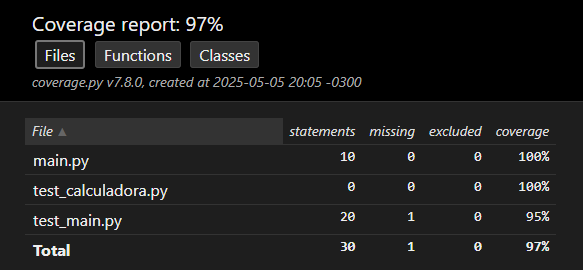 Coverage report: 97%
Files Functions Classes
coverage.py v7.8.0, created at 2025-05-05 20:05 -0300
File ▲ statements missing excluded coverage
main.py 10 0 0 100%
test_calculadora.py 0 0 0 100%
test_main.py 20 1 0 95%
Total 30 1 0 97%